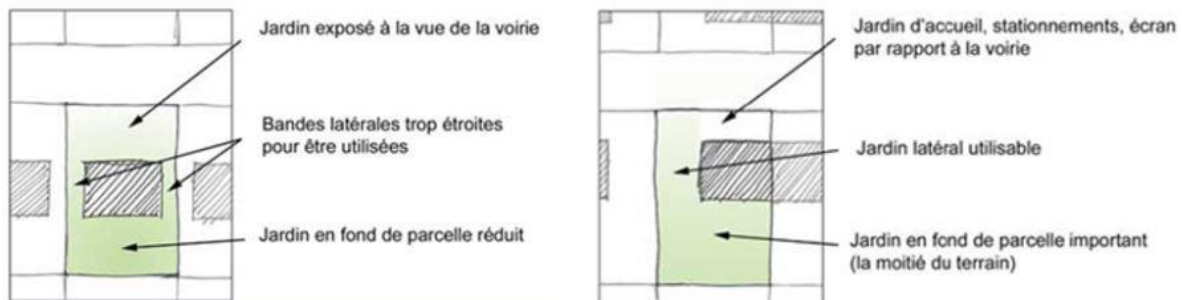 Jardin exposé à la vue de la voirie
Bandes latérales trop étroites
pour être utilisées
Jardin en fond de parcelle réduit
Jardin d'accueil, stationnements, écran
par rapport à la voirie
Jardin latéral utilisable
Jardin en fond de parcelle important
(la moitié du terrain)